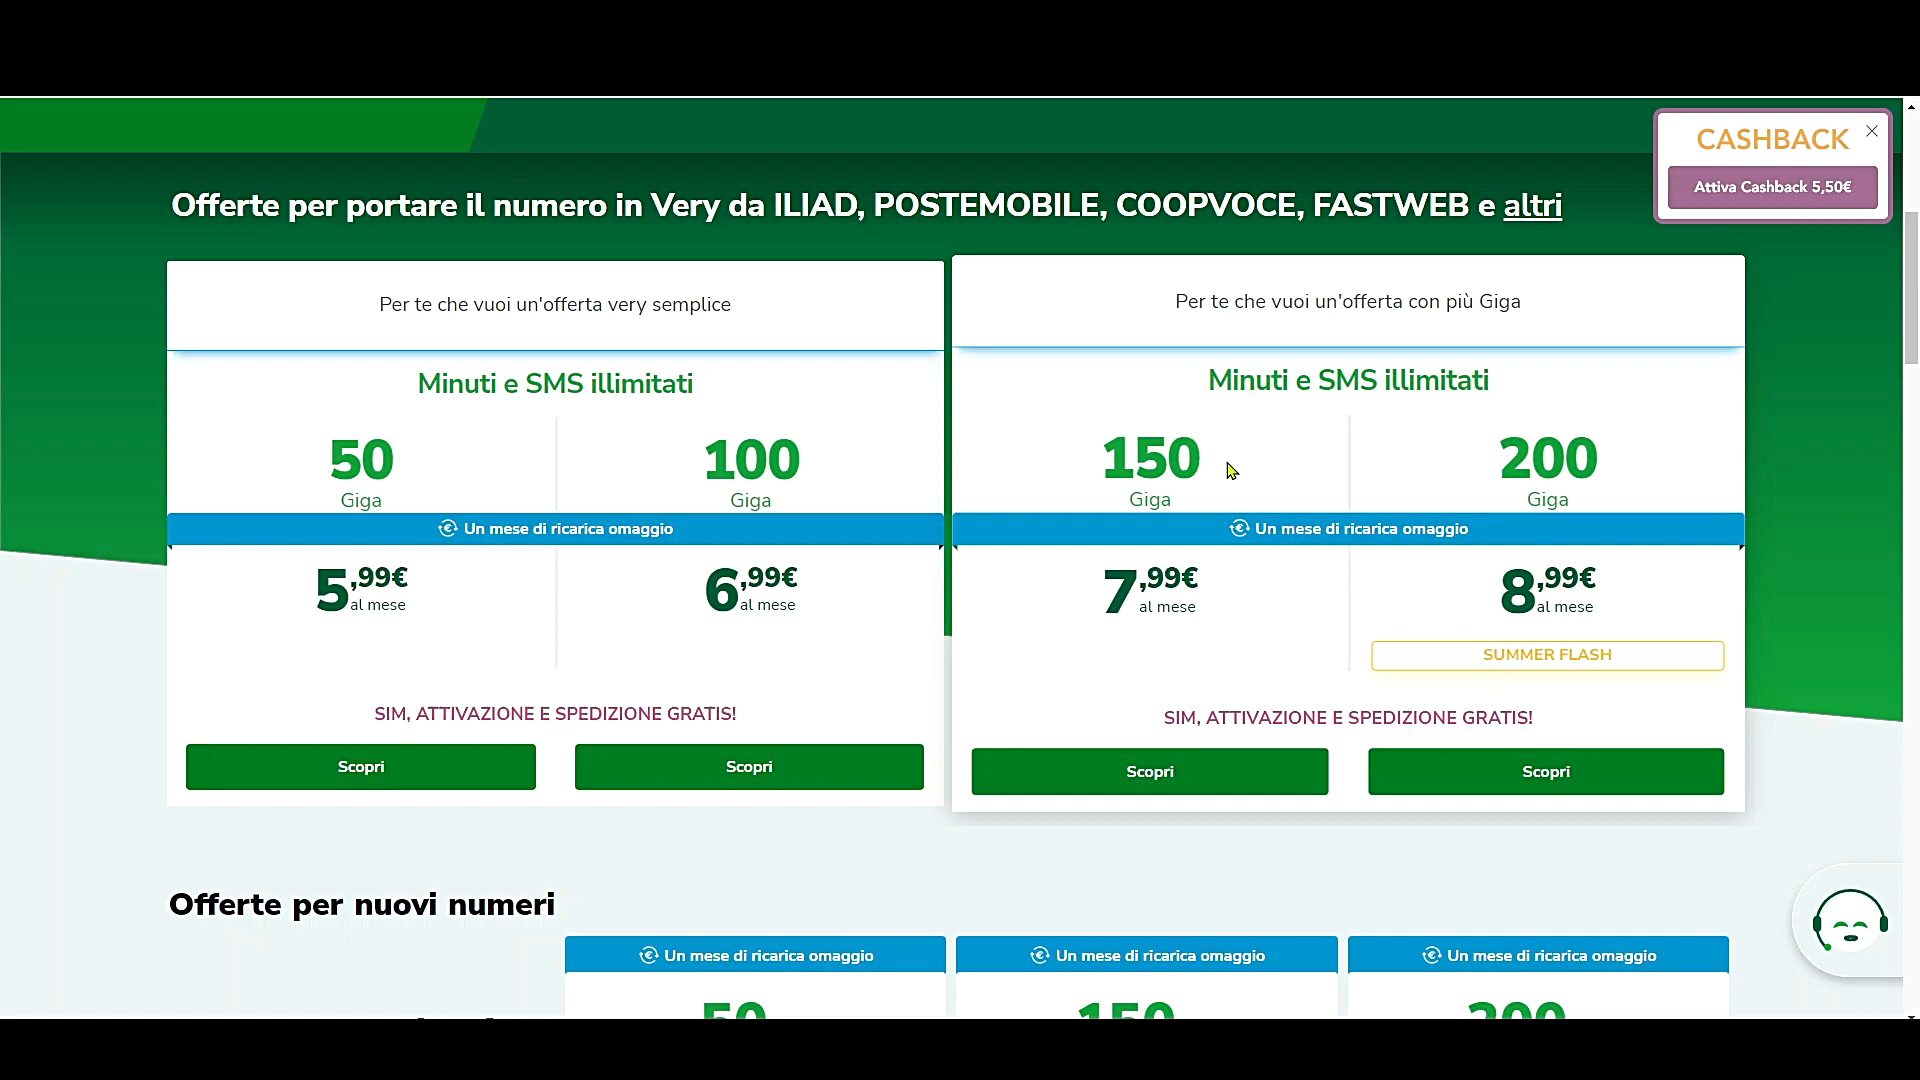 CASHBACK
Attiva Cashback 5,50€
Offerte per portare il numero in Very da ILIAD, POSTEMOBILE, COOPVOCE, FASTWEB e altri
Per te che vuoi un'offerta very semplice
Minuti e SMS illimitati
50
Giga
100
Giga
Un mese di ricarica omaggio
5,99€
al mese
6,99€
al mese
SIM, ATTIVAZIONE E SPEDIZIONE GRATIS!
Scopri
Scopri
Per te che vuoi un'offerta con più Giga
Minuti e SMS illimitati
150
Giga
200
Giga
Un mese di ricarica omaggio
7,99€
al mese
8,99€
al mese
SUMMER FLASH
SIM, ATTIVAZIONE E SPEDIZIONE GRATIS!
Scopri
Scopri
Offerte per nuovi numeri
Un mese di ricarica omaggio
50
Un mese di ricarica omaggio
150
Un mese di ricarica omaggio
200